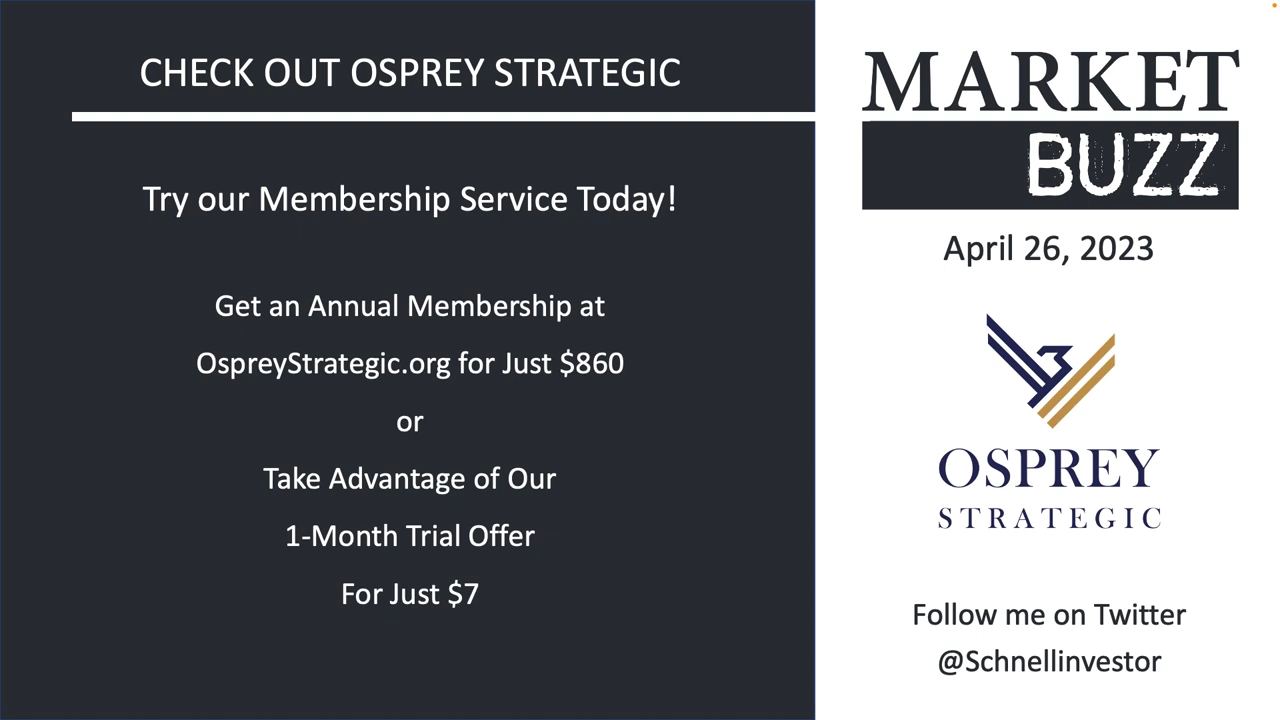 CHECK OUT OSPREY STRATEGIC
Try our Membership Service Today!
Get an Annual Membership at
OspreyStrategic.org for Just $860
or
Take Advantage of Our
1-Month Trial Offer
For Just $7
MARKET
BUZZ
April 26, 2023
OSPREY
STRATEGIC
Follow me on Twitter
@Schnellinvestor